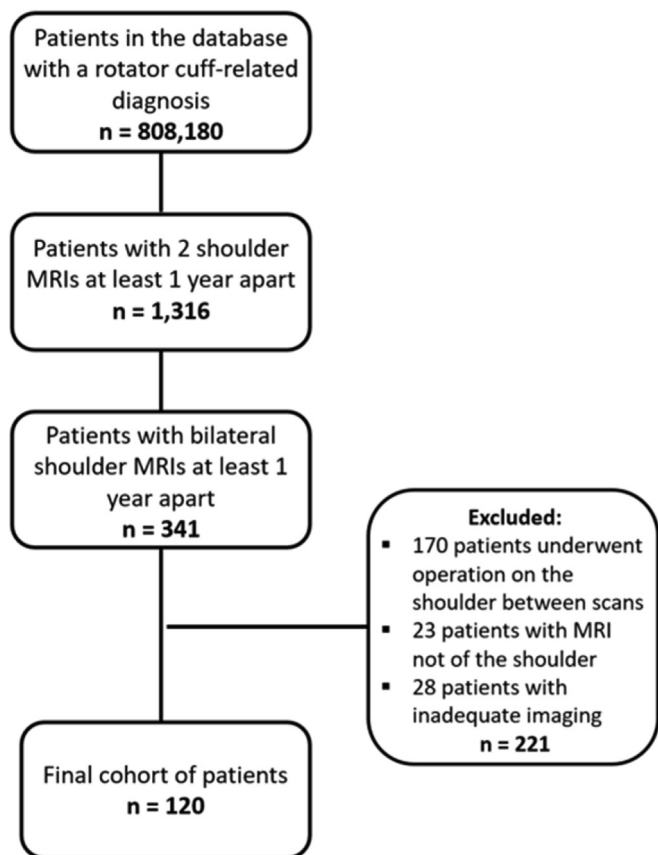 Patients in the database
with a rotator cuff-related
diagnosis
n = 808,180
Patients with 2 shoulder
MRIs at least 1 year apart
n = 1,316
Patients with bilateral
shoulder MRIs at least 1
year apart
n = 341
Excluded:
▪ 170 patients underwent
operation on the
shoulder between scans
▪ 23 patients with MRI
not of the shoulder
▪ 28 patients with
inadequate imaging
n = 221
Final cohort of patients
n = 120